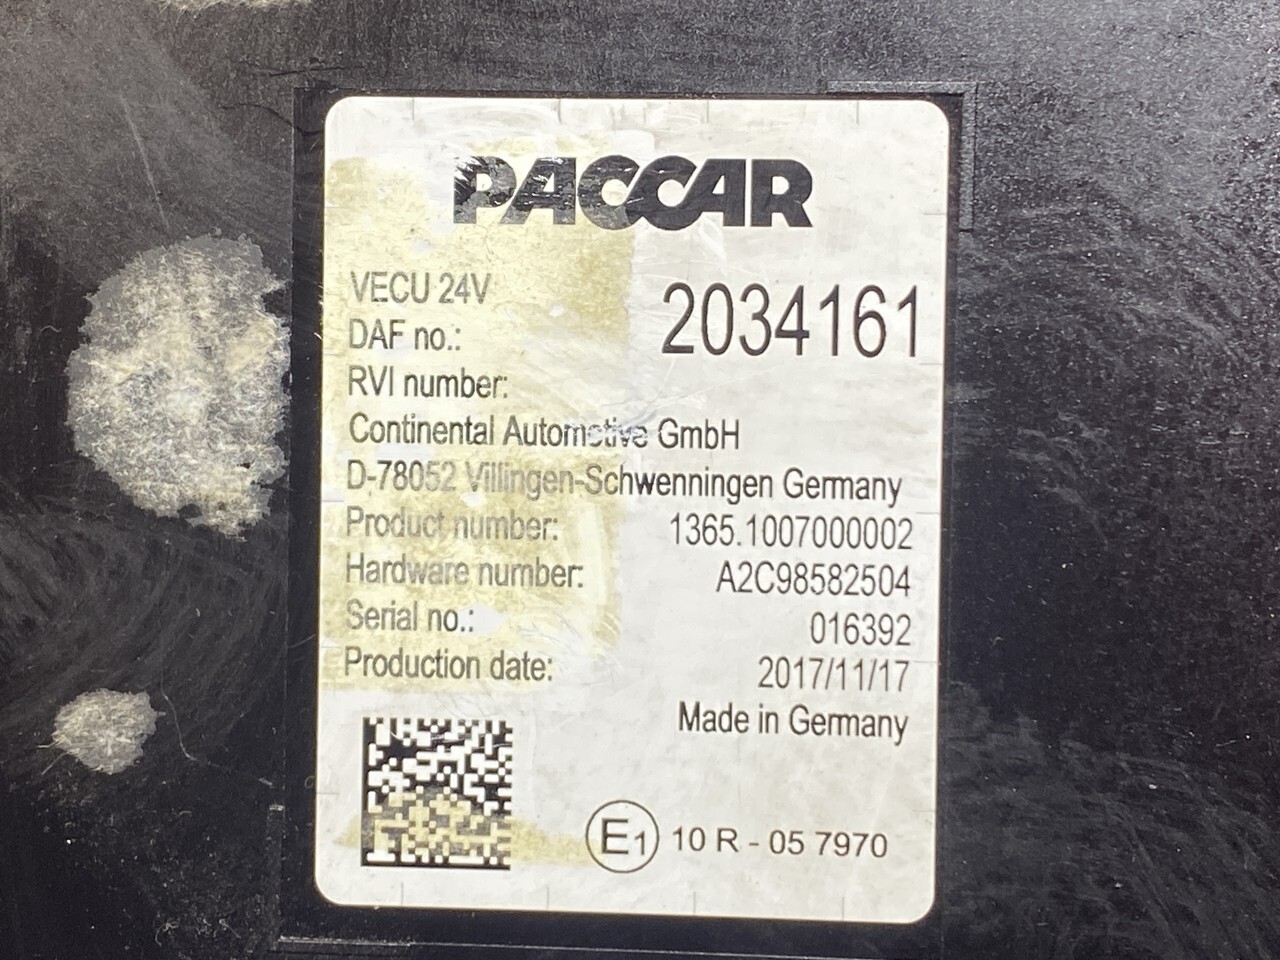 PACCAR
VECU 24V
DAF no.: 2034161
RVI number:
Continental Automotive GmbH
D-78052 Villingen-Schwenningen Germany
Product number: 1365.1007000002
Hardware number: A2C98582504
Serial no.: 016392
Production date: 2017/11/17
Made in Germany
E1 10 R - 05 7970